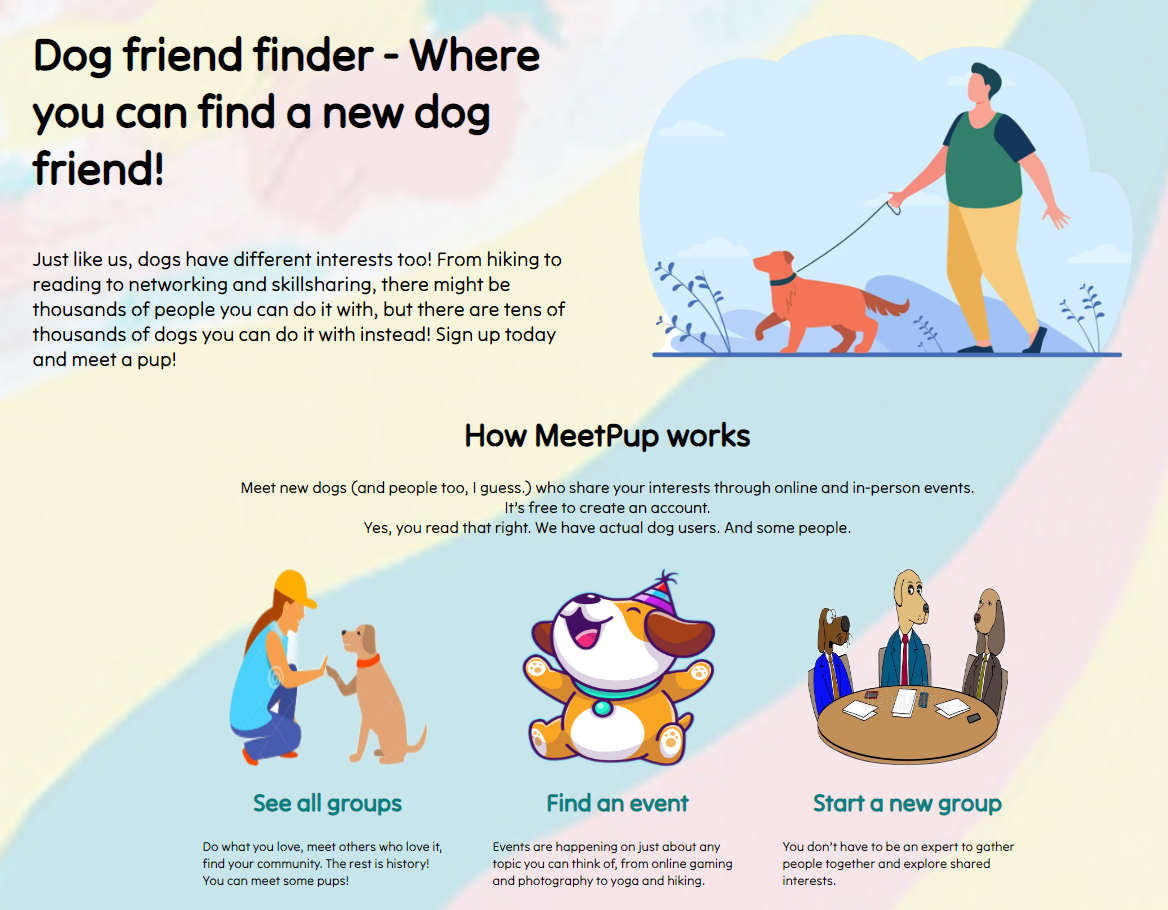 Dog friend finder - Where
you can find a new dog
friend!
Just like us, dogs have different interests too! From hiking to
reading to networking and skillsharing, there might be
thousands of people you can do it with, but there are tens of
thousands of dogs you can do it with instead! Sign up today
and meet a pup!
How MeetPup works
Meet new dogs (and people too, I guess.) who share your interests through online and in-person events.
It's free to create an account.
Yes, you read that right. We have actual dog users. And some people.
See all groups
Do what you love, meet others who love it,
find your community. The rest is history!
You can meet some pups!
Find an event
Events are happening on just about any
topic you can think of, from online gaming
and photography to yoga and hiking.
Start a new group
You don't have to be an expert to gather
people together and explore shared
interests.